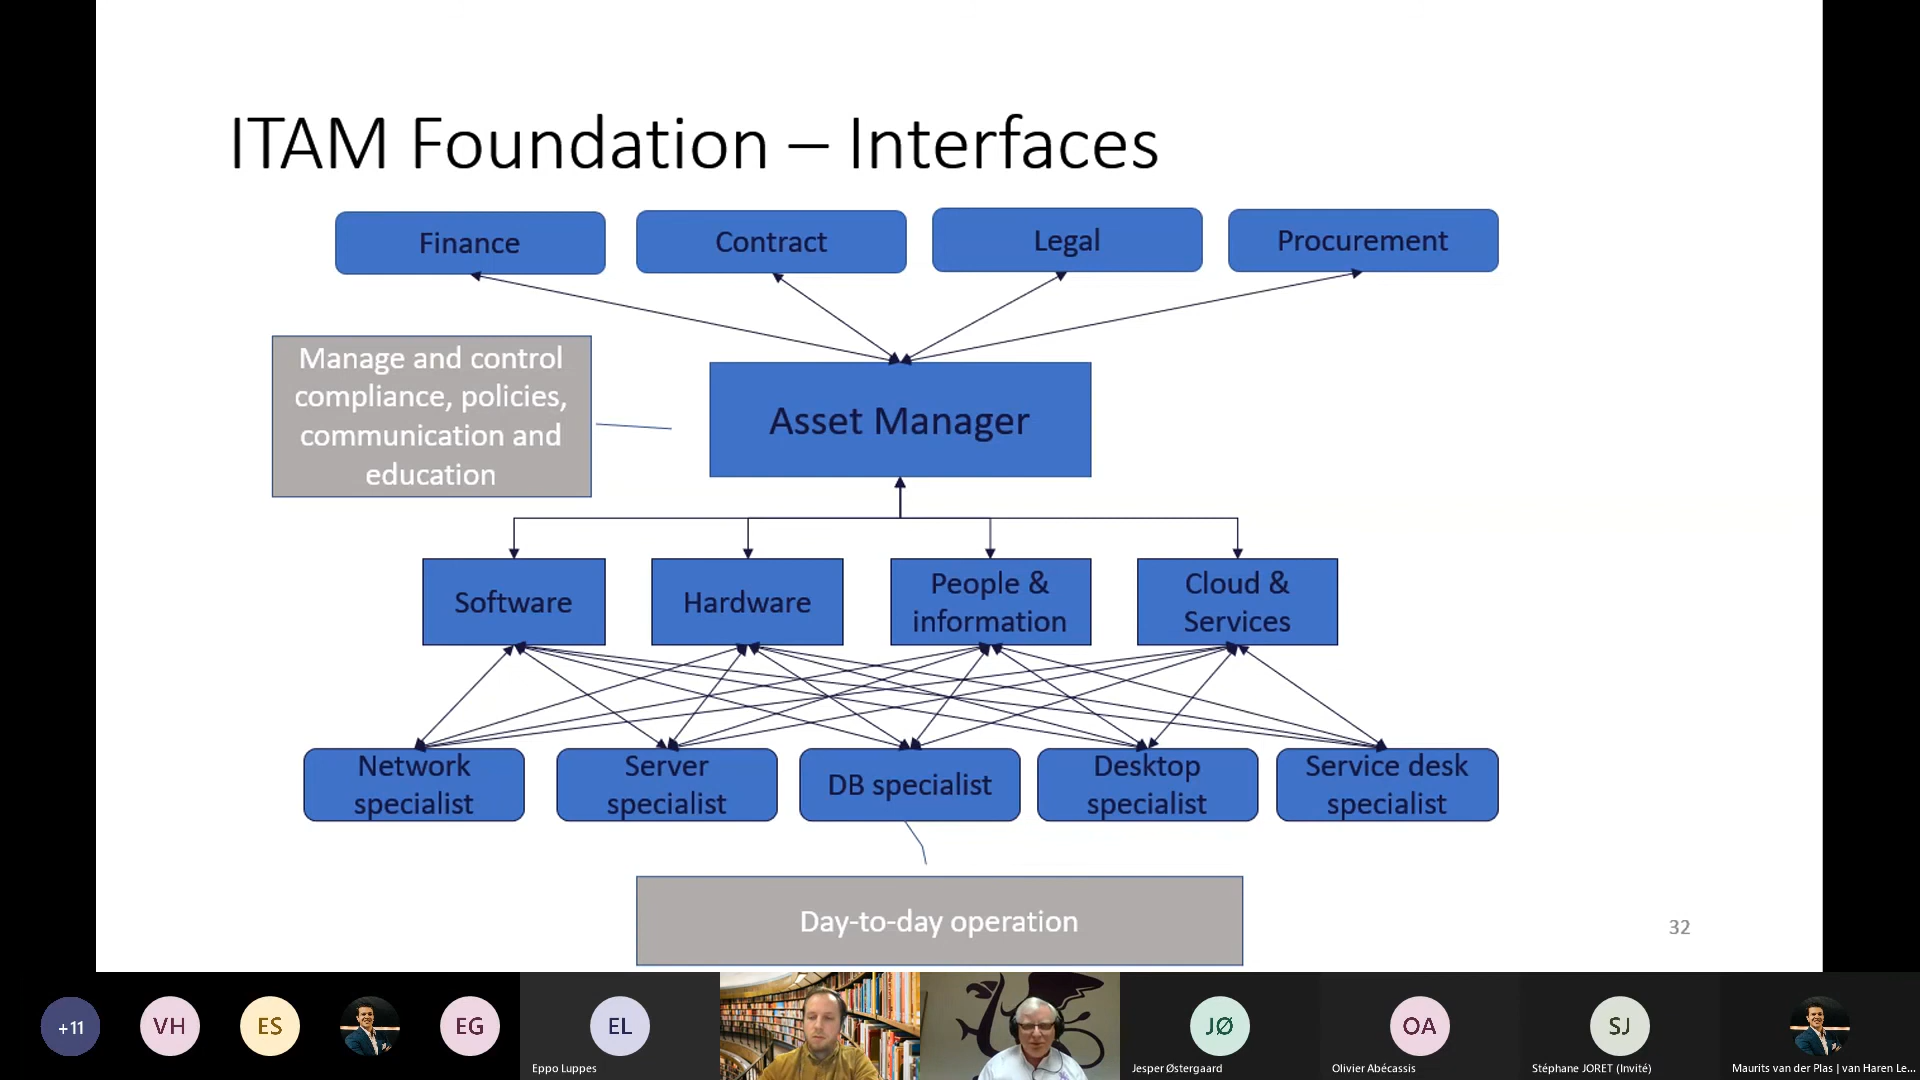 ITAM Foundation – Interfaces
Finance
Contract
Legal
Procurement
Manage and control
compliance, policies,
communication and
education
Asset Manager
Software
Hardware
People &
information
Cloud &
Services
Network
specialist
Server
specialist
DB specialist
Desktop
specialist
Service desk
specialist
Day-to-day operation
32
+11
VH
ES
EG
EL
Eppo Luppes
JØ
Jesper Østergaard
OA
Olivier Abécassis
SJ
Stéphane JORET (Invité)
Maurits van der Plas | van Haren Le...